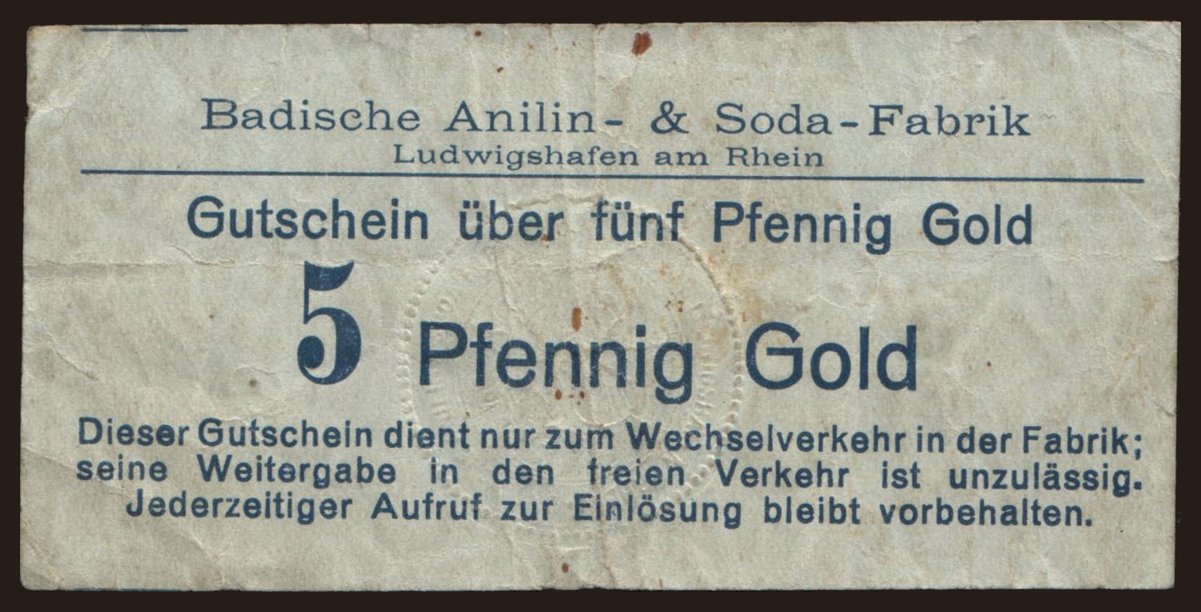 Badische Anilin- & Soda-Fabrik
Ludwigshafen am Rhein
Gutschein über fünf Pfennig Gold
5 Pfennig Gold
Dieser Gutschein dient nur zum Wechselverkehr in der Fabrik;
seine Weitergabe in den freien Verkehr ist unzulässig.
Jederzeitiger Aufruf zur Einlösung bleibt vorbehalten.